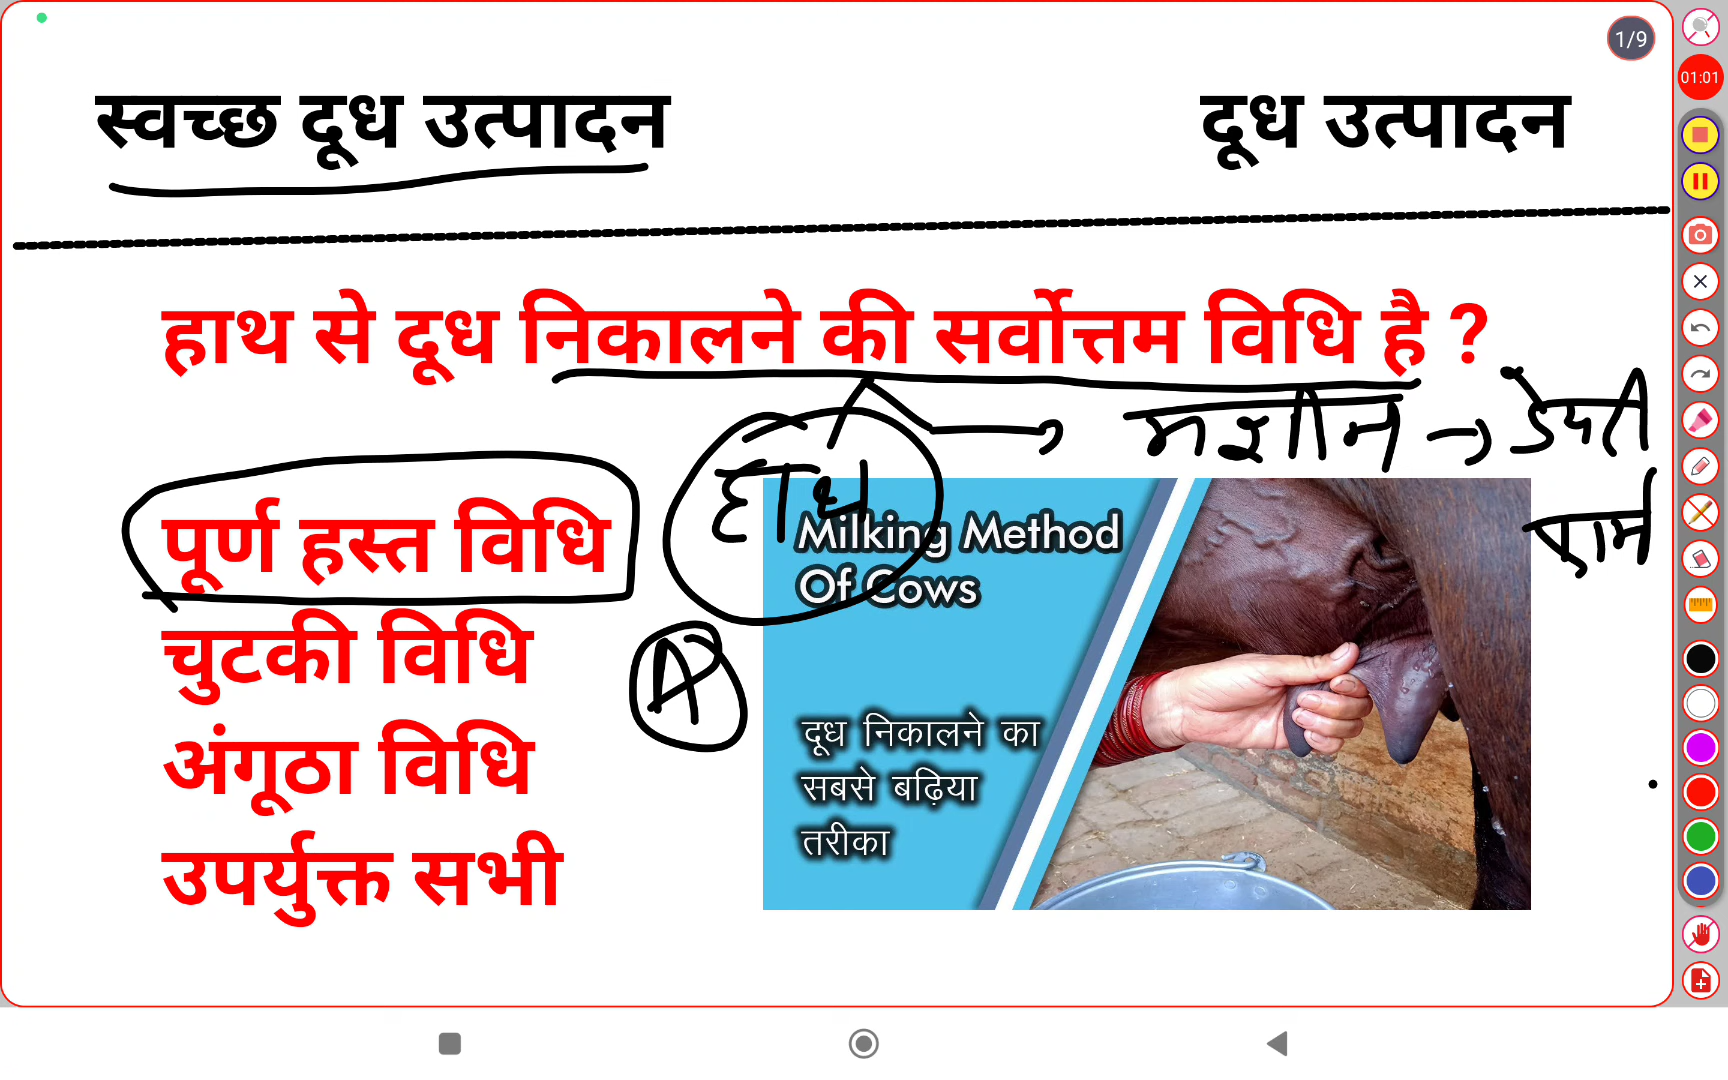 1/9
01:01
स्वच्छ दूध उत्पादन
दूध उत्पादन
हाथ से दूध निकालने की सर्वोत्तम विधि है ?
मशीन → डेयरी
फार्म
हाथ
पूर्ण हस्त विधि
चुटकी विधि
अंगूठा विधि
उपर्युक्त सभी
A
Milking Method
Of Cows
दूध निकालने का
सबसे बढ़िया
तरीका